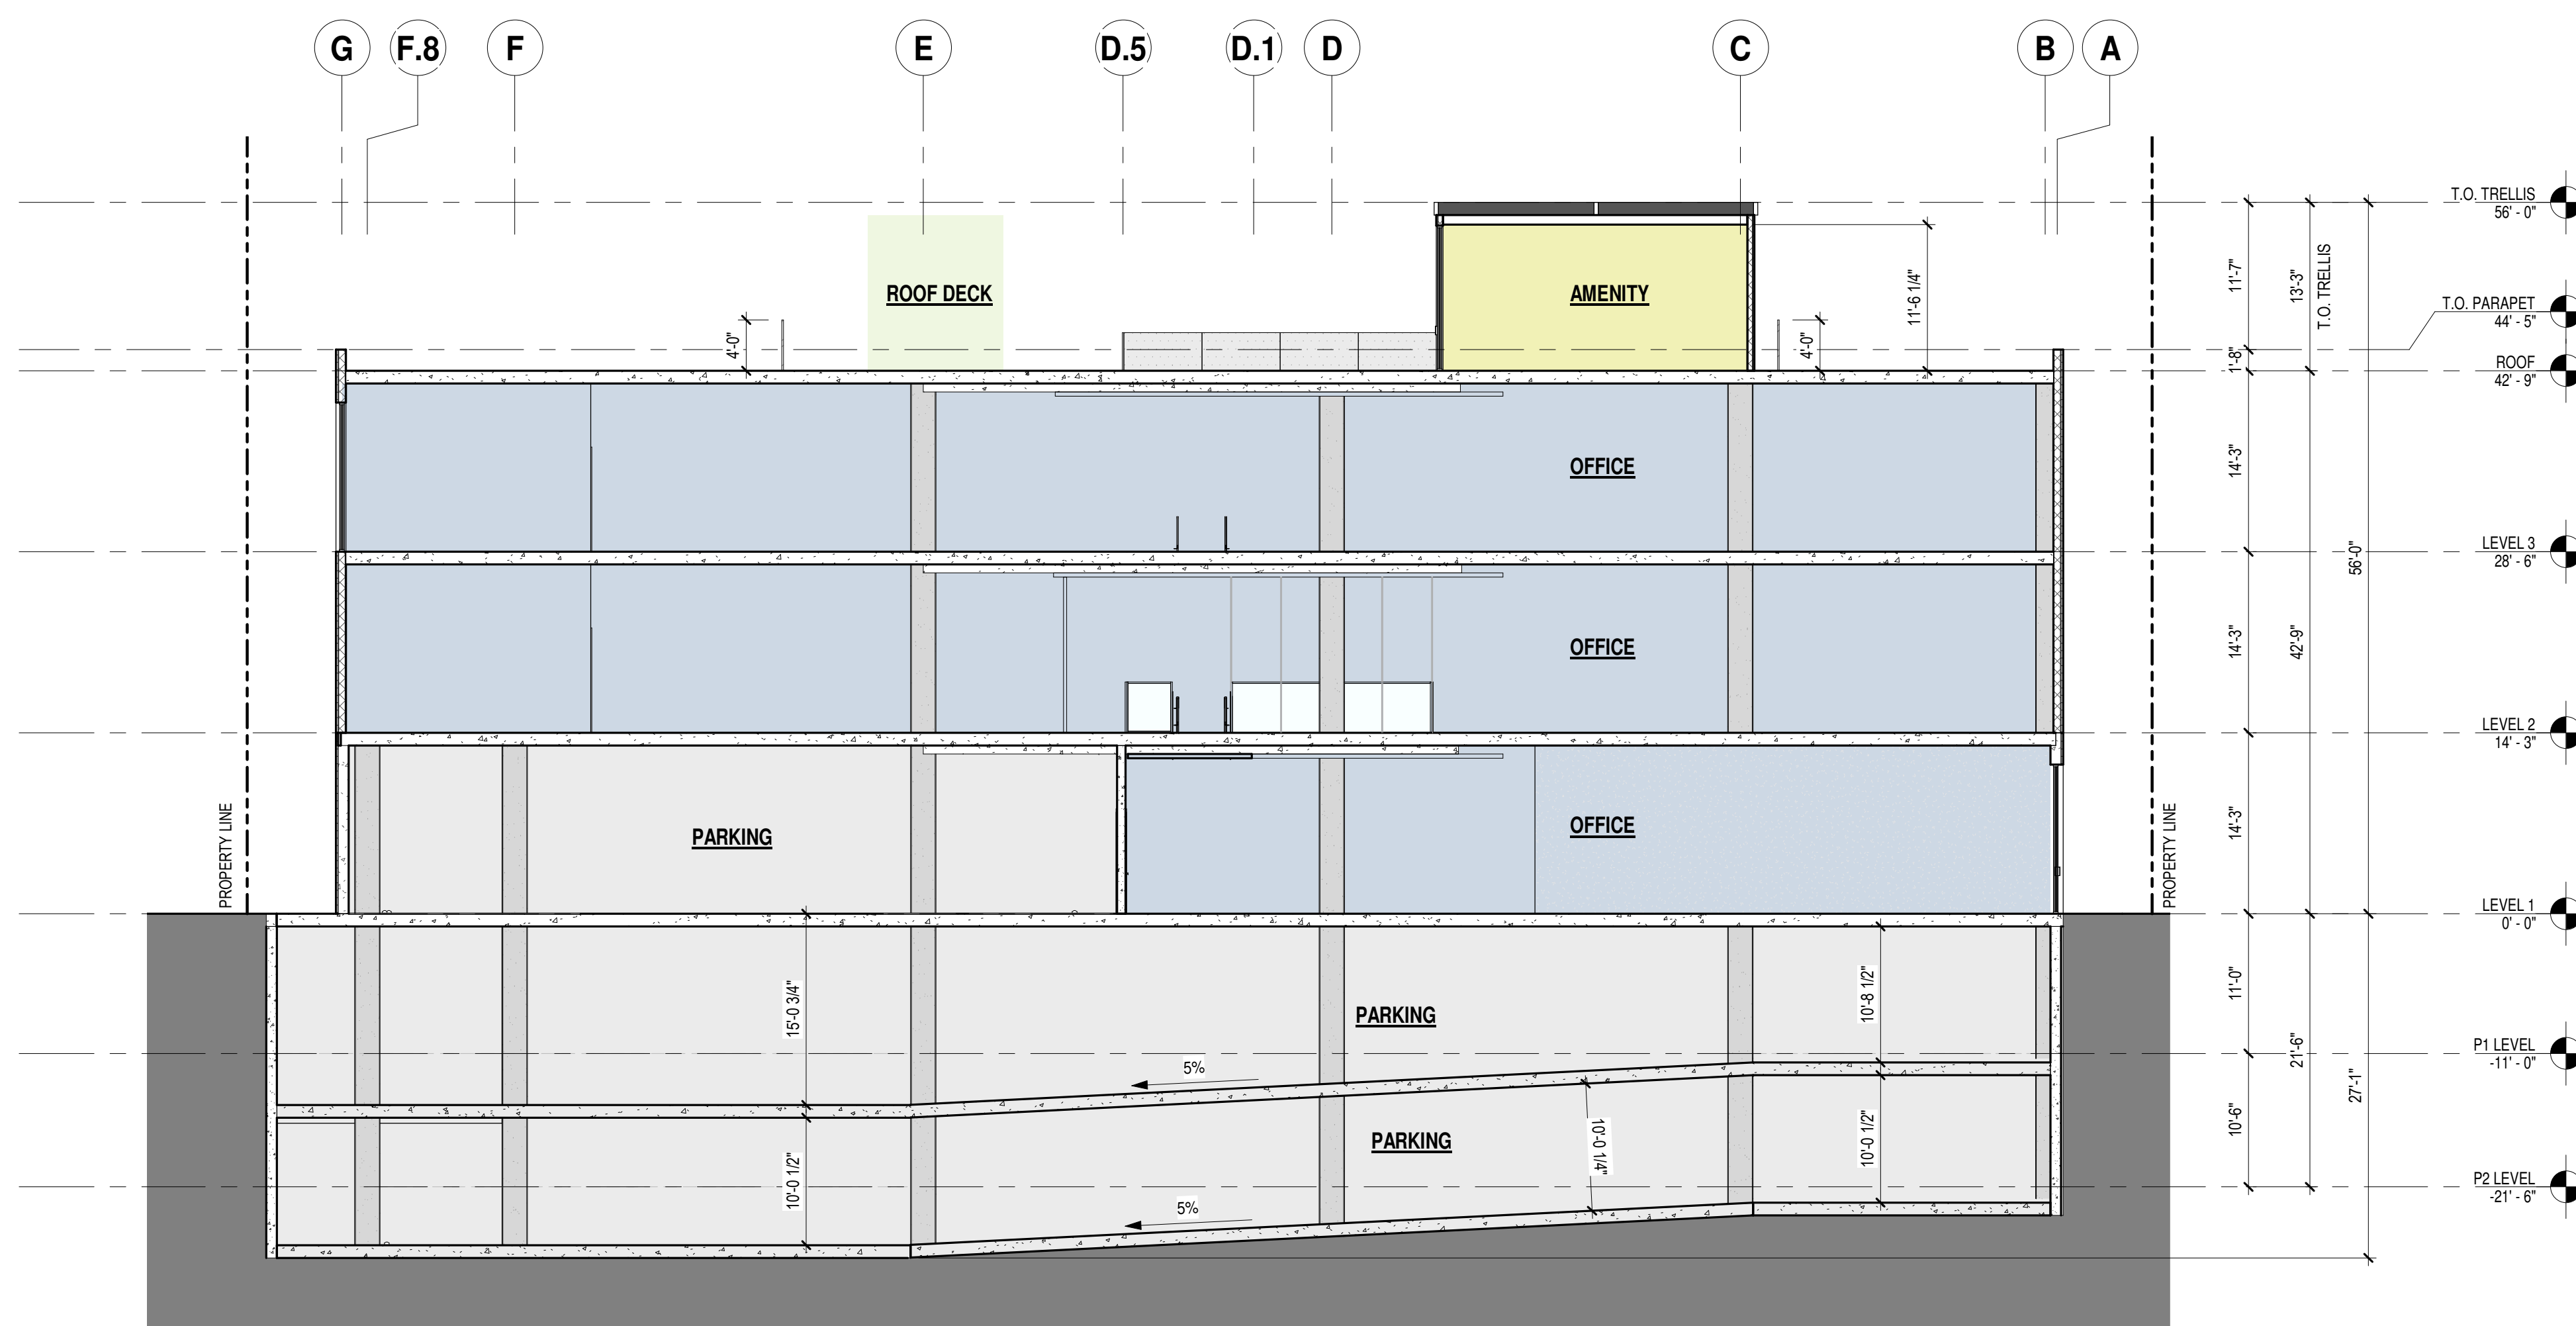 G
F.8
F
E
D.5
D.1
D
C
B
A
T.O. TRELLIS
56' - 0"
T.O. PARAPET
44' - 5"
ROOF
42' - 9"
LEVEL 3
28' - 6"
LEVEL 2
14' - 3"
LEVEL 1
0' - 0"
P1 LEVEL
-11' - 0"
P2 LEVEL
-21' - 6"
ROOF DECK
AMENITY
4'-0"
4'-0"
11'-6 1/4"
11'-7"
13'-3"
T.O. TRELLIS
1'-8"
OFFICE
14'-3"
56'-0"
OFFICE
14'-3"
42'-9"
PARKING
OFFICE
14'-3"
PROPERTY LINE
PROPERTY LINE
15'-0 3/4"
PARKING
10'-8 1/2"
11'-0"
5%
21'-6"
27'-1"
10'-0 1/2"
PARKING
10'-0 1/4"
10'-0 1/2"
10'-6"
5%